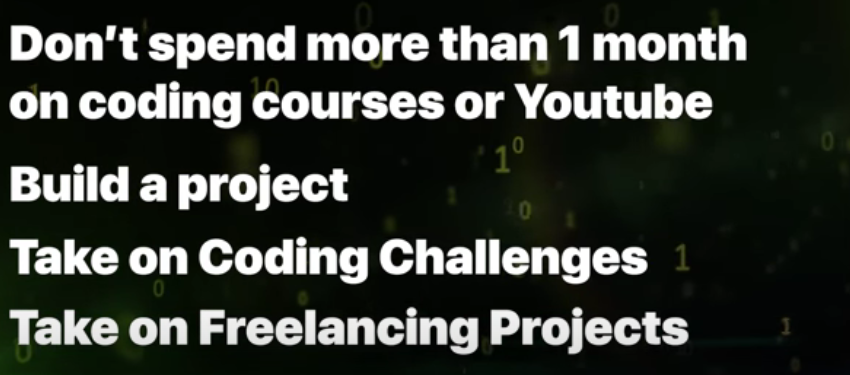 Don't spend more than 1 month
on coding courses or Youtube
Build a project
Take on Coding Challenges
Take on Freelancing Projects